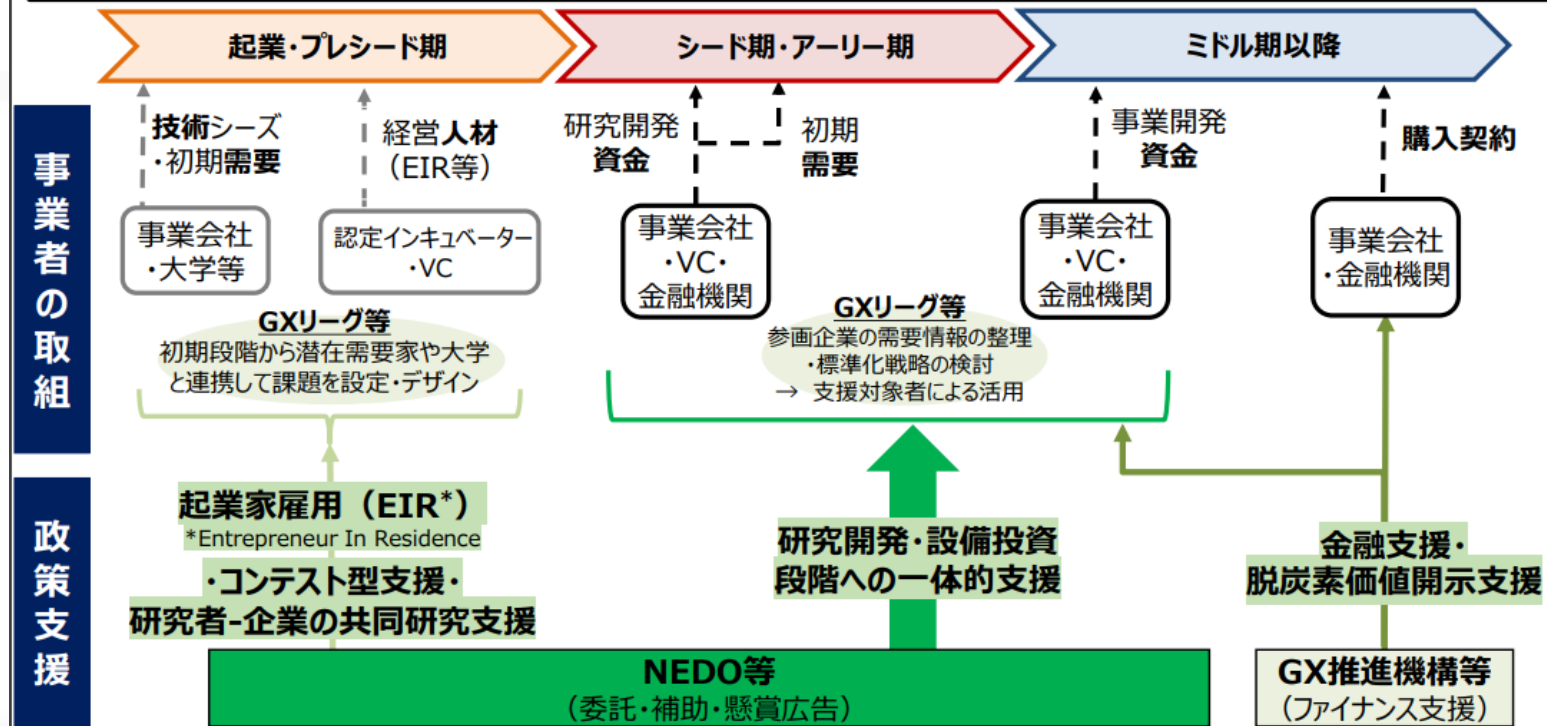 起業・プレシード期
シード期・アーリー期
ミドル期以降
事業者の取組
技術シーズ
・初期需要
経営人材
(EIR等)
研究開発
資金
初期
需要
事業開発
資金
購入契約
事業会社
・大学等
認定インキュベーター
・VC
事業会社
・VC・
金融機関
事業会社
・VC・
金融機関
事業会社
・金融機関
GXリーグ等
初期段階から潜在需要家や大学
と連携して課題を設定・デザイン
GXリーグ等
参画企業の需要情報の整理
・標準化戦略の検討
→ 支援対象者による活用
政策支援
起業家雇用（EIR*）
*Entrepreneur In Residence
・コンテスト型支援・
研究者-企業の共同研究支援
研究開発・設備投資
段階への一体的支援
金融支援・
脱炭素価値開示支援
NEDO等
（委託・補助・懸賞広告）
GX推進機構等
（ファイナンス支援）